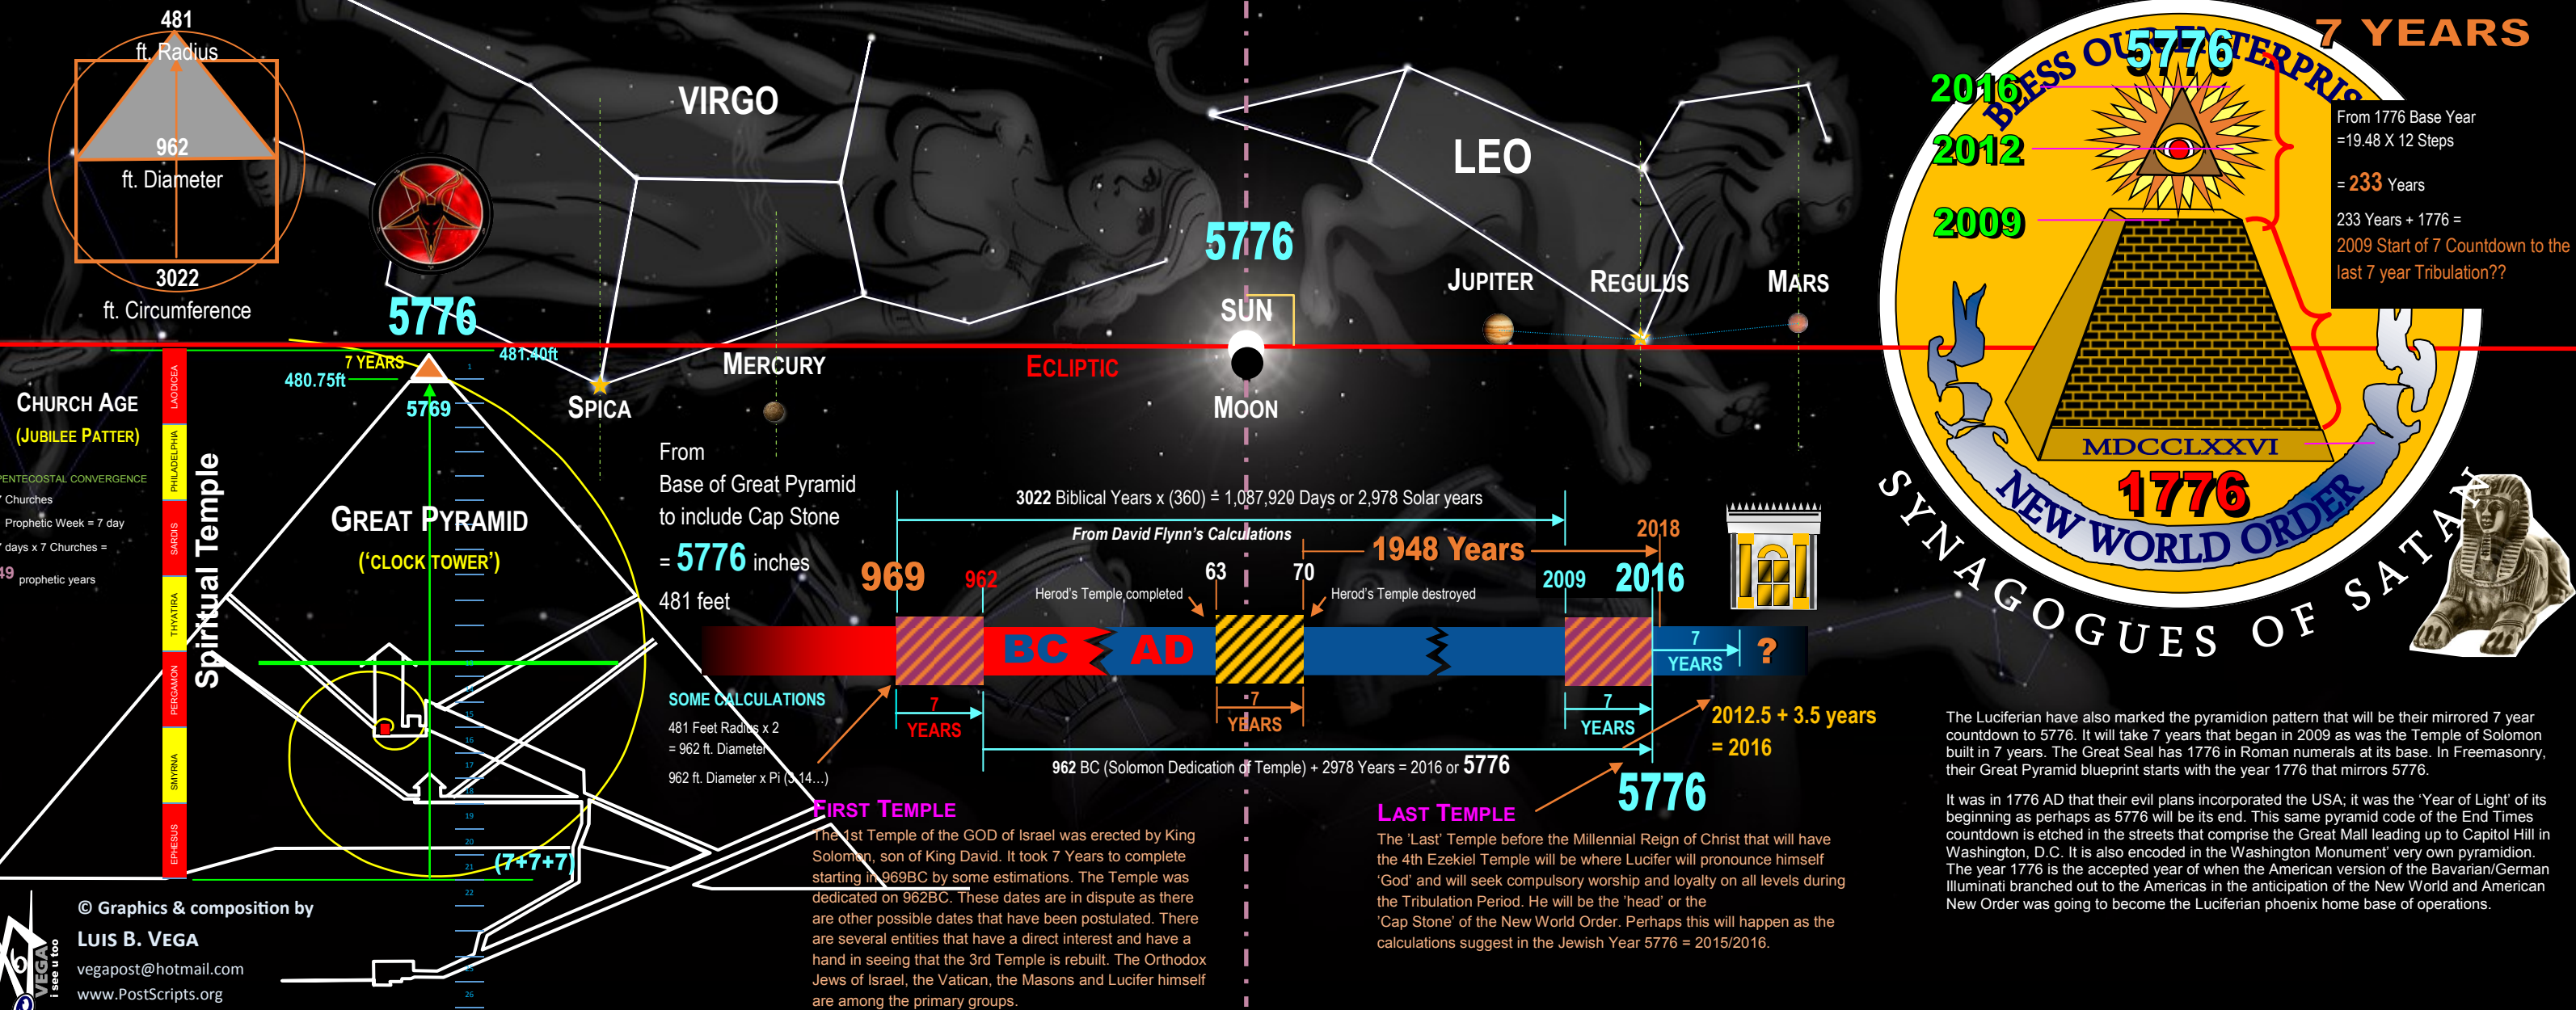 481
ft. Radius
962
ft. Diameter
3022
ft. Circumference
5776
7 YEARS
481.40ft
480.75ft
5769
CHURCH AGE
(JUBILEE PATTER)
PENTECOSTAL CONVERGENCE
7 Churches
Prophetic Week = 7 day
7 days x 7 Churches =
49 prophetic years
LAODICEA
PHILADELPHIA
SARDIS
THYATIRA
PERGAMON
SMYRNA
EPHESUS
Spiritual Temple
GREAT PYRAMID
('CLOCK TOWER')
1
14
15
16
17
18
19
20
21
22
25
26
(7+7+7)
© Graphics & composition by
LUIS B. VEGA
vegapost@hotmail.com
www.PostScripts.org
VEGA
i see u too
VIRGO
SPICA
MERCURY
ECLIPTIC
5776
SUN
MOON
LEO
JUPITER
REGULUS
MARS
From
Base of Great Pyramid
to include Cap Stone
= 5776 inches
481 feet
3022 Biblical Years x (360) = 1,087,920 Days or 2,978 Solar years
From David Flynn's Calculations
1948 Years
2018
969
962
63
70
2009
2016
Herod's Temple completed
Herod's Temple destroyed
BC
AD
7
YEARS
?
7
YEARS
7
YEARS
7
YEARS
SOME CALCULATIONS
481 Feet Radius x 2
= 962 ft. Diameter
962 ft. Diameter x Pi (3.14…)
2012.5 + 3.5 years
= 2016
962 BC (Solomon Dedication of Temple) + 2978 Years = 2016 or 5776
5776
FIRST TEMPLE
The 1st Temple of the GOD of Israel was erected by King
Solomon, son of King David. It took 7 Years to complete
starting in 969BC by some estimations. The Temple was
dedicated on 962BC. These dates are in dispute as there
are other possible dates that have been postulated. There
are several entities that have a direct interest and have a
hand in seeing that the 3rd Temple is rebuilt. The Orthodox
Jews of Israel, the Vatican, the Masons and Lucifer himself
are among the primary groups.
LAST TEMPLE
The 'Last' Temple before the Millennial Reign of Christ that will have
the 4th Ezekiel Temple will be where Lucifer will pronounce himself
'God' and will seek compulsory worship and loyalty on all levels during
the Tribulation Period. He will be the 'head' or the
'Cap Stone' of the New World Order. Perhaps this will happen as the
calculations suggest in the Jewish Year 5776 = 2015/2016.
7 YEARS
BLESS OUR ENTERPRIS
5776
2016
2012
2009
From 1776 Base Year
=19.48 X 12 Steps
= 233 Years
233 Years + 1776 =
2009 Start of 7 Countdown to the
last 7 year Tribulation??
MDCCLXXVI
1776
NEW WORLD ORDER
SYNAGOGUES OF SATAN
The Luciferian have also marked the pyramidion pattern that will be their mirrored 7 year
countdown to 5776. It will take 7 years that began in 2009 as was the Temple of Solomon
built in 7 years. The Great Seal has 1776 in Roman numerals at its base. In Freemasonry,
their Great Pyramid blueprint starts with the year 1776 that mirrors 5776.
It was in 1776 AD that their evil plans incorporated the USA; it was the 'Year of Light' of its
beginning as perhaps as 5776 will be its end. This same pyramid code of the End Times
countdown is etched in the streets that comprise the Great Mall leading up to Capitol Hill in
Washington, D.C. It is also encoded in the Washington Monument' very own pyramidion.
The year 1776 is the accepted year of when the American version of the Bavarian/German
Illuminati branched out to the Americas in the anticipation of the New World and American
New Order was going to become the Luciferian phoenix home base of operations.